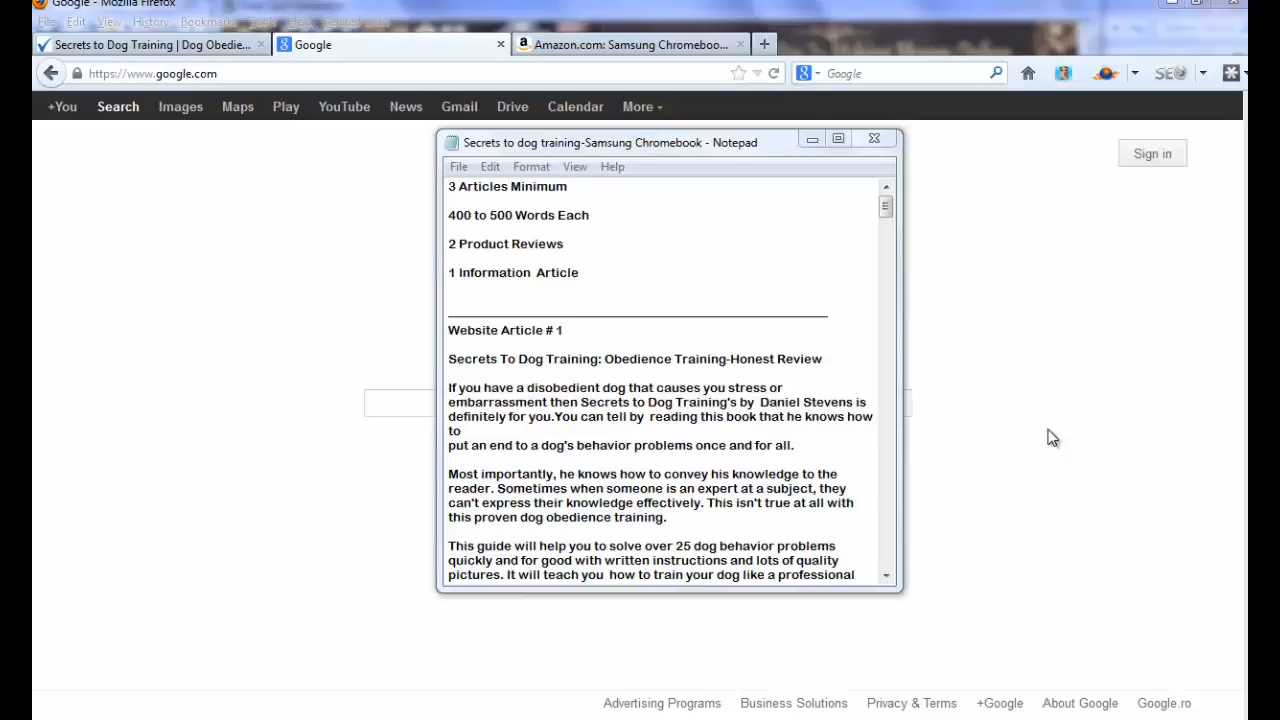 Google - Mozilla Firefox
File Edit View History Bookmarks Help
Secrets to Dog Training | Dog Obedie...
Google
Amazon.com: Samsung Chromeboo...
https://www.google.com
Google
SE
+You Search Images Maps Play YouTube News Gmail Drive Calendar More
Sign in
Secrets to dog training-Samsung Chromebook - Notepad
File Edit Format View Help
3 Articles Minimum
400 to 500 Words Each
2 Product Reviews
1 Information Article
Website Article # 1
Secrets To Dog Training: Obedience Training-Honest Review
If you have a disobedient dog that causes you stress or
embarrassment then Secrets to Dog Training's by Daniel Stevens is
definitely for you.You can tell by reading this book that he knows how
to
put an end to a dog's behavior problems once and for all.
Most importantly, he knows how to convey his knowledge to the
reader. Sometimes when someone is an expert at a subject, they
can't express their knowledge effectively. This isn't true at all with
this proven dog obedience training.
This guide will help you to solve over 25 dog behavior problems
quickly and for good with written instructions and lots of quality
pictures. It will teach you how to train your dog like a professional
Advertising Programs Business Solutions Privacy & Terms +Google About Google Google.ro